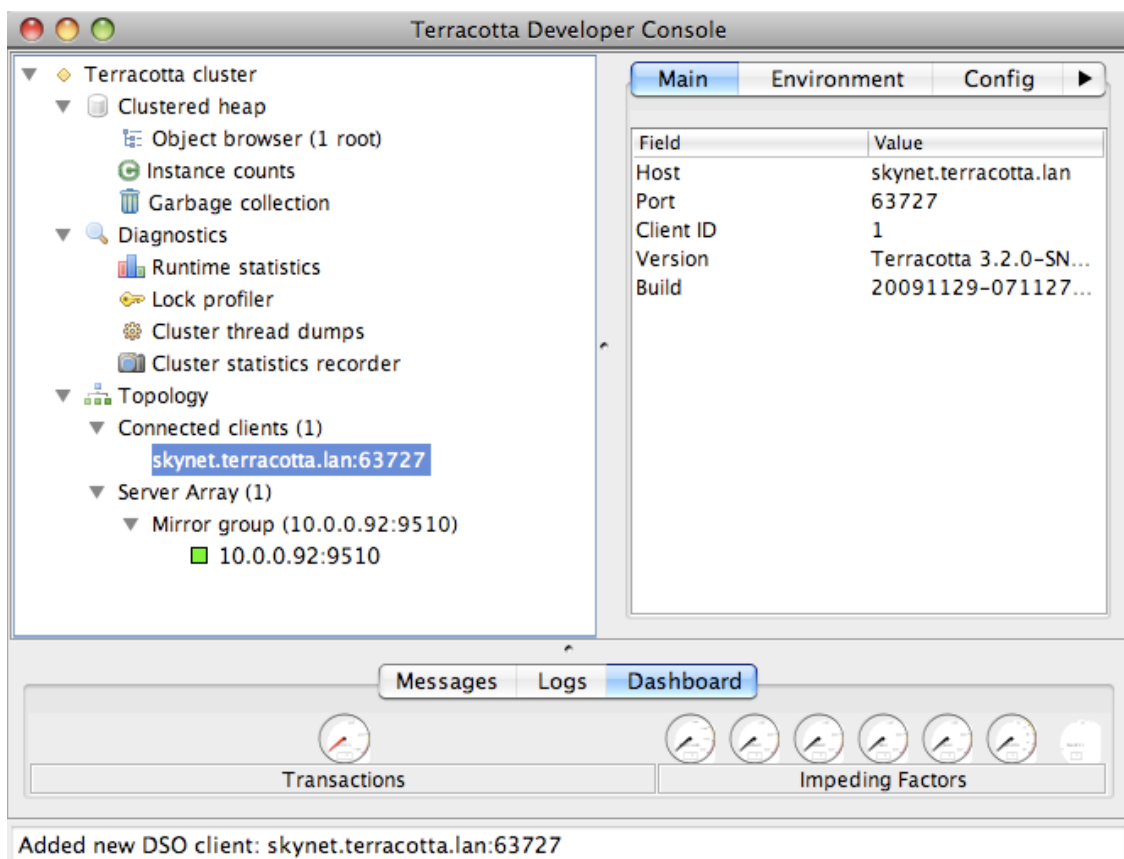 Terracotta Developer Console
Terracotta cluster
Clustered heap
Object browser (1 root)
Instance counts
Garbage collection
Diagnostics
Runtime statistics
Lock profiler
Cluster thread dumps
Cluster statistics recorder
Topology
Connected clients (1)
skynet.terracotta.lan:63727
Server Array (1)
Mirror group (10.0.0.92:9510)
10.0.0.92:9510
Main Environment Config
Field Value
Host skynet.terracotta.lan
Port 63727
Client ID 1
Version Terracotta 3.2.0-SN...
Build 20091129-071127...
Messages Logs Dashboard
Transactions Impeding Factors
Added new DSO client: skynet.terracotta.lan:63727